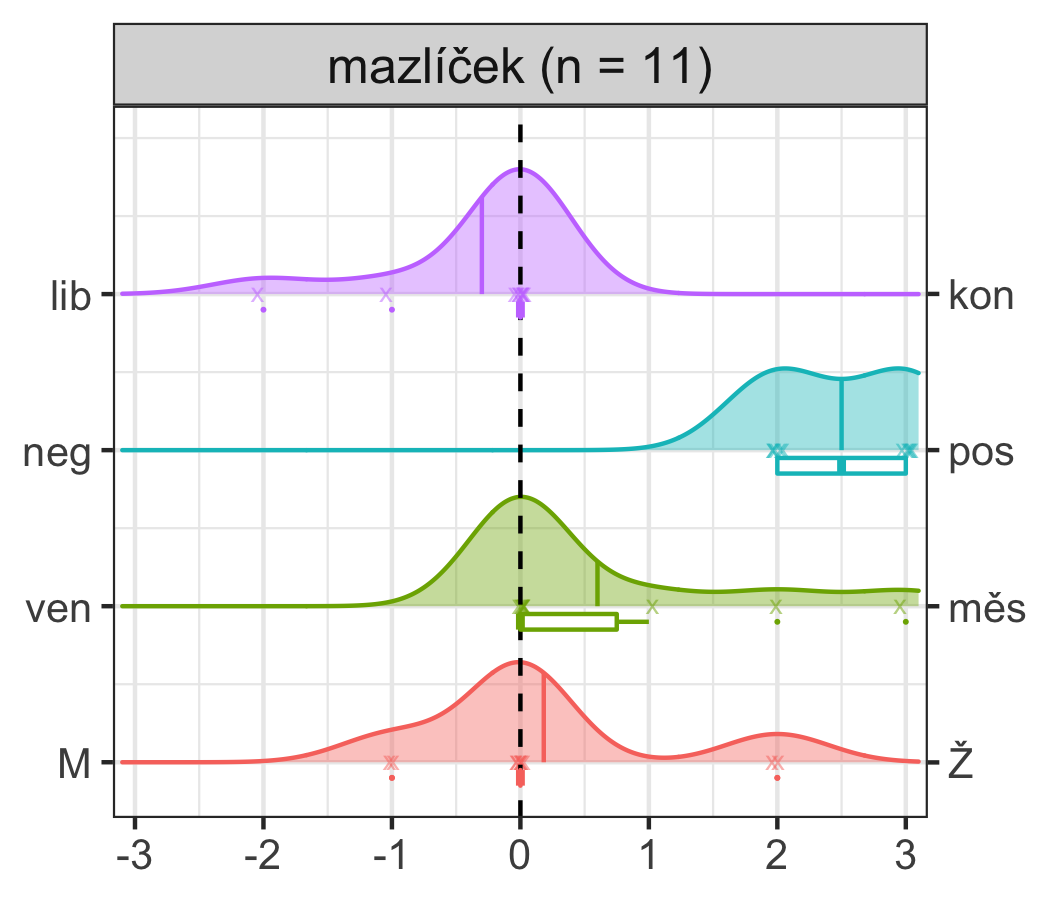 mazlíček (n = 11)
lib kon
neg pos
ven měs
M Ž
-3 -2 -1 0 1 2 3